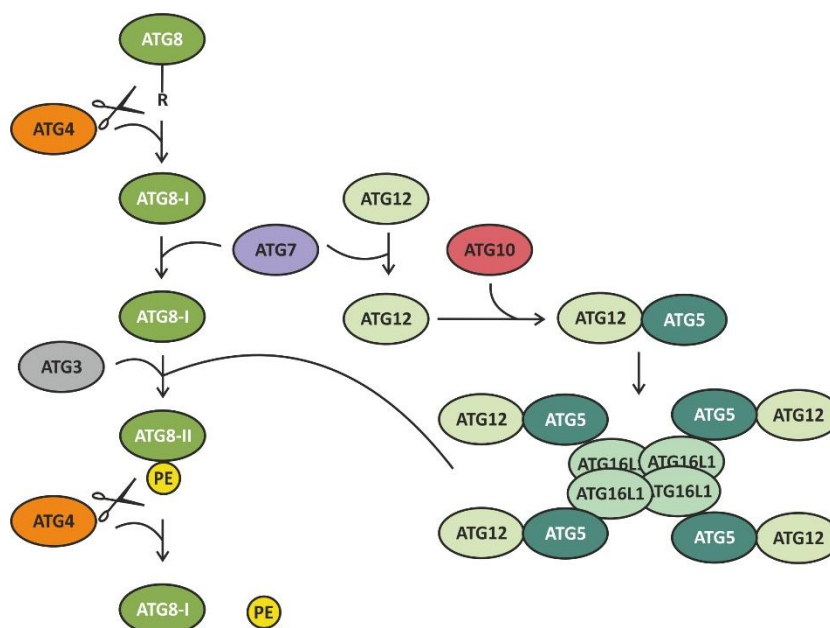 ATG8
R
ATG4
ATG8-I
ATG12
ATG7
ATG10
ATG8-I
ATG12
ATG12
ATG5
ATG3
ATG12
ATG5
ATG5
ATG12
ATG8-II
PE
ATG16L1
ATG16L1
ATG16L1
ATG16L1
ATG4
ATG12
ATG5
ATG5
ATG12
ATG8-I
PE